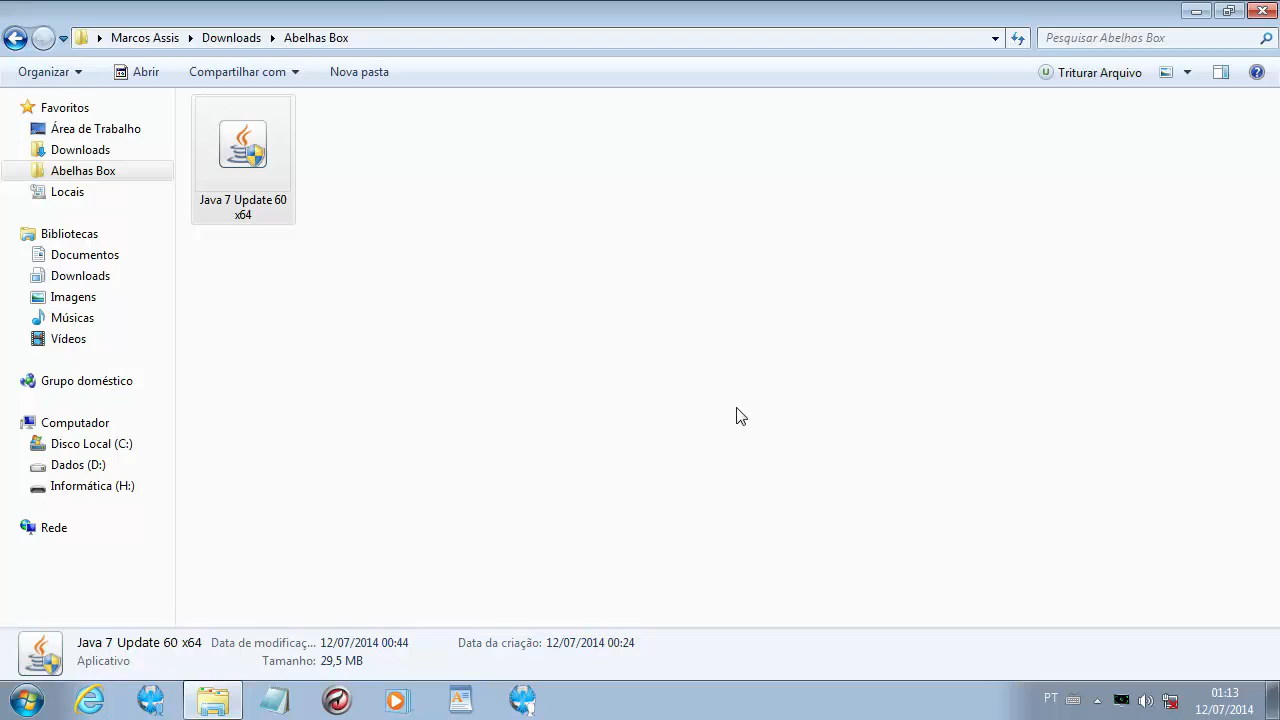 Marcos Assis Downloads Abelhas Box
Pesquisar Abelhas Box
Organizar Abrir Compartilhar com Nova pasta Triturar Arquivo
Favoritos
Área de Trabalho
Downloads
Abelhas Box
Locais
Bibliotecas
Documentos
Downloads
Imagens
Músicas
Vídeos
Grupo doméstico
Computador
Disco Local (C:)
Dados (D:)
Informática (H:)
Rede
Java 7 Update 60
x64
Java 7 Update 60 x64 Data de modificaç... 12/07/2014 00:44 Data da criação: 12/07/2014 00:24
Aplicativo Tamanho: 29,5 MB
PT
01:13
12/07/2014